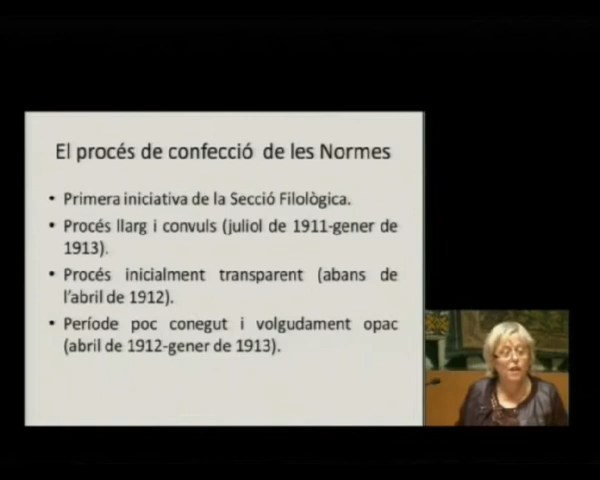 El procés de confecció de les Normes
• Primera iniciativa de la Secció Filològica.
• Procés llarg i convuls (juliol de 1911-gener de
1913).
• Procés inicialment transparent (abans de
l'abril de 1912).
• Període poc conegut i volgudament opac
(abril de 1912-gener de 1913).